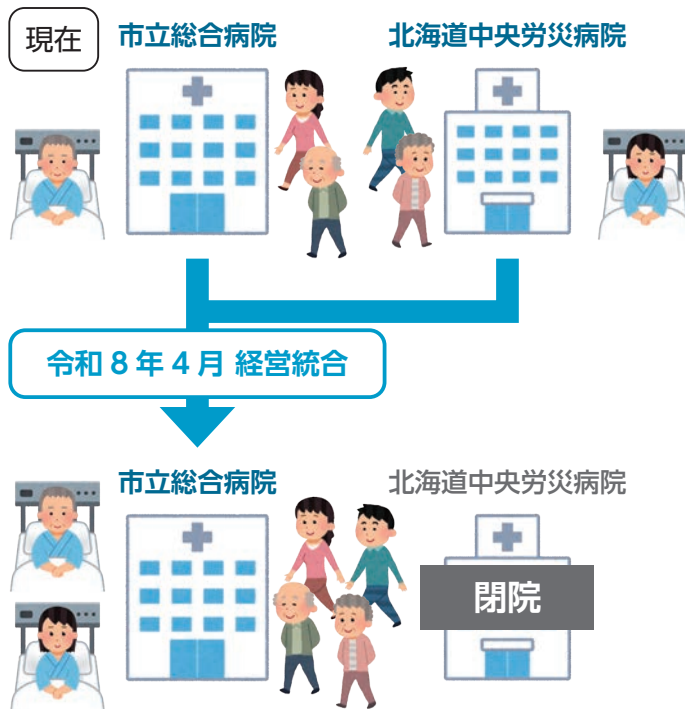 現在
市立総合病院
北海道中央労災病院
令和8年4月 経営統合
市立総合病院
北海道中央労災病院
閉院